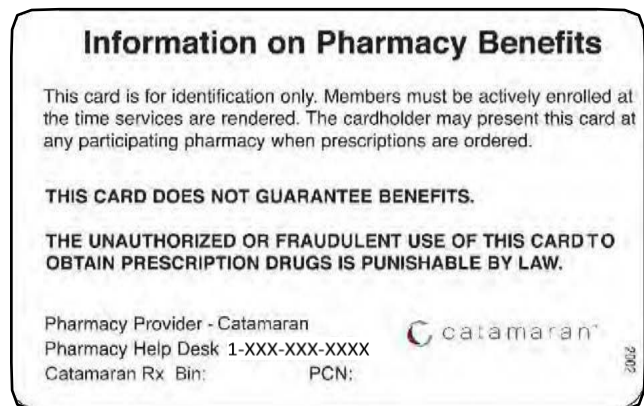 Information on Pharmacy Benefits
This card is for identification only. Members must be actively enrolled at
the time services are rendered. The cardholder may present this card at
any participating pharmacy when prescriptions are ordered.
THIS CARD DOES NOT GUARANTEE BENEFITS.
THE UNAUTHORIZED OR FRAUDULENT USE OF THIS CARD TO
OBTAIN PRESCRIPTION DRUGS IS PUNISHABLE BY LAW.
Pharmacy Provider - Catamaran
catamaran
Pharmacy Help Desk 1-XXX-XXX-XXXX
Catamaran Rx Bin: PCN:
2002